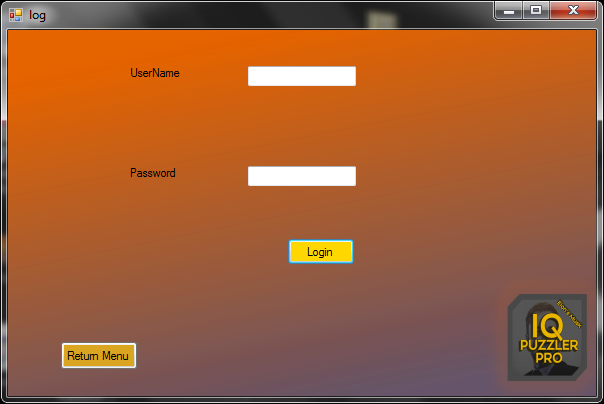 log
UserName
Password
Login
Return Menu
IQ
PUZZLER
PRO